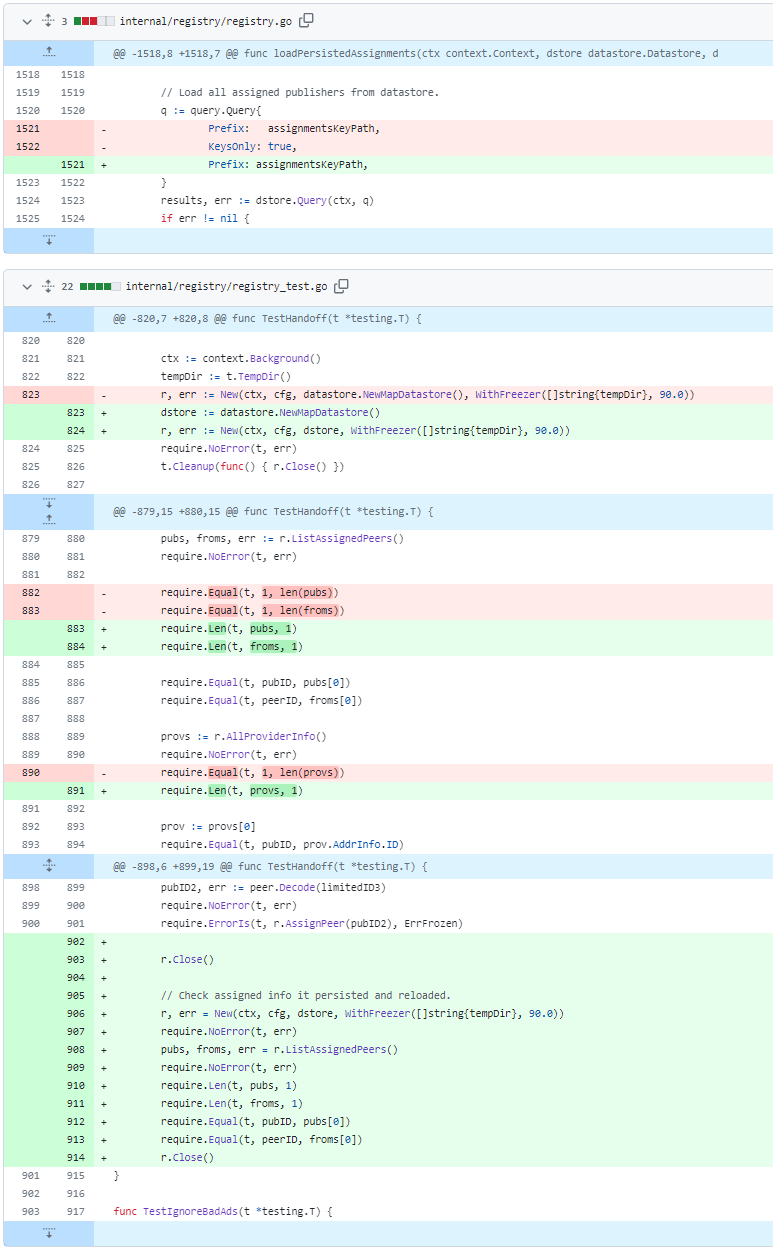 3 internal/registry/registry.go
@@ -1518,8 +1518,7 @@ func loadPersistedAssignments(ctx context.Context, dstore datastore.Datastore, d
1518 1518
1519 1519 // Load all assigned publishers from datastore.
1520 1520 q := query.Query{
1521 - Prefix: assignmentsKeyPath,
1522 - KeysOnly: true,
1521 + Prefix: assignmentsKeyPath,
1523 1522 }
1524 1523 results, err := dstore.Query(ctx, q)
1525 1524 if err != nil {
22 internal/registry/registry_test.go
@@ -820,7 +820,8 @@ func TestHandoff(t *testing.T) {
820 820
821 821 ctx := context.Background()
822 822 tempDir := t.TempDir()
823 - r, err := New(ctx, cfg, datastore.NewMapDatastore(), WithFreezer([]string{tempDir}, 90.0))
823 + dstore := datastore.NewMapDatastore()
824 + r, err := New(ctx, cfg, dstore, WithFreezer([]string{tempDir}, 90.0))
824 825 require.NoError(t, err)
825 826 t.Cleanup(func() { r.Close() })
826 827
@@ -879,15 +880,15 @@ func TestHandoff(t *testing.T) {
879 880 pubs, froms, err := r.ListAssignedPeers()
880 881 require.NoError(t, err)
881 882
882 - require.Equal(t, 1, len(pubs))
883 - require.Equal(t, 1, len(froms))
883 + require.Len(t, pubs, 1)
884 + require.Len(t, froms, 1)
884 885
885 886 require.Equal(t, pubID, pubs[0])
886 887 require.Equal(t, peerID, froms[0])
887 888
888 889 provs := r.AllProviderInfo()
889 890 require.NoError(t, err)
890 - require.Equal(t, 1, len(provs))
891 + require.Len(t, provs, 1)
891 892
892 893 prov := provs[0]
893 894 require.Equal(t, pubID, prov.AddrInfo.ID)
@@ -898,6 +899,19 @@ func TestHandoff(t *testing.T) {
898 899 pubID2, err := peer.Decode(limitedID3)
899 900 require.NoError(t, err)
900 901 require.ErrorIs(t, r.AssignPeer(pubID2), ErrFrozen)
902 +
903 + r.Close()
904 +
905 + // Check assigned info it persisted and reloaded.
906 + r, err = New(ctx, cfg, dstore, WithFreezer([]string{tempDir}, 90.0))
907 + require.NoError(t, err)
908 + pubs, froms, err = r.ListAssignedPeers()
909 + require.NoError(t, err)
910 + require.Len(t, pubs, 1)
911 + require.Len(t, froms, 1)
912 + require.Equal(t, pubID, pubs[0])
913 + require.Equal(t, peerID, froms[0])
914 + r.Close()
901 915 }
902 916
903 917 func TestIgnoreBadAds(t *testing.T) {